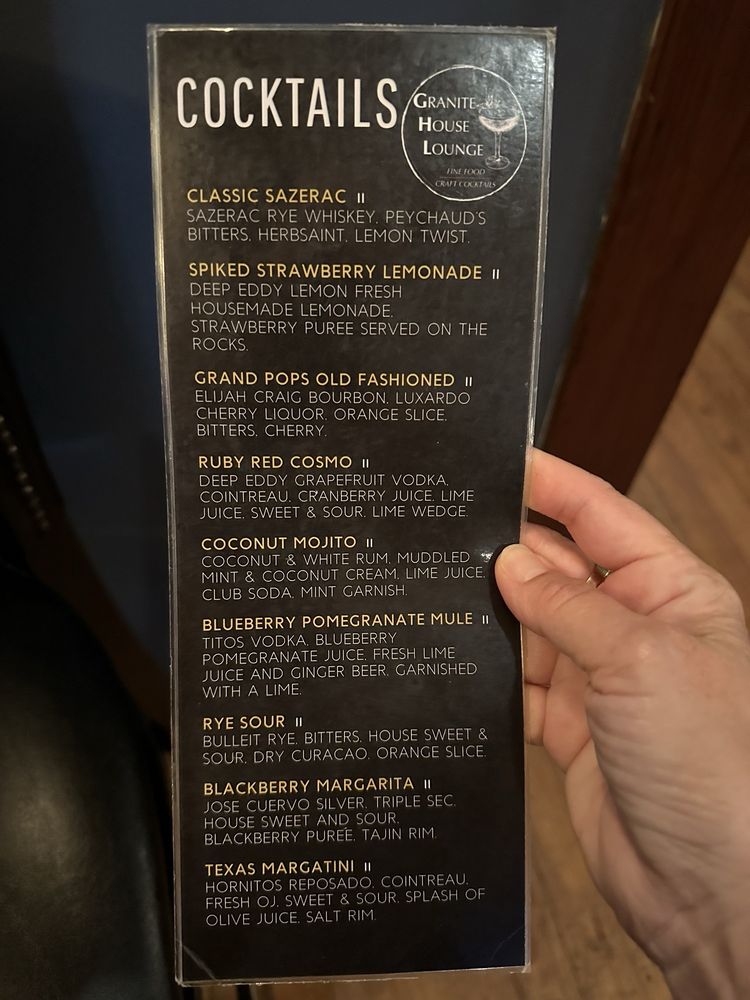 COCKTAILS
GRANITE
HOUSE
LOUNGE
FINE FOOD
CRAFT COCKTAILS
CLASSIC SAZERAC 11
SAZERAC RYE WHISKEY, PEYCHAUD'S
BITTERS, HERBSAINT, LEMON TWIST.
SPIKED STRAWBERRY LEMONADE 11
DEEP EDDY LEMON FRESH
HOUSEMADE LEMONADE,
STRAWBERRY PUREE SERVED ON THE
ROCKS.
GRAND POPS OLD FASHIONED 11
ELIJAH CRAIG BOURBON, LUXARDO
CHERRY LIQUOR, ORANGE SLICE,
BITTERS, CHERRY.
RUBY RED COSMO 11
DEEP EDDY GRAPEFRUIT VODKA,
COINTREAU, CRANBERRY JUICE, LIME
JUICE, SWEET & SOUR, LIME WEDGE.
COCONUT MOJITO 11
COCONUT & WHITE RUM, MUDDLED
MINT & COCONUT CREAM, LIME JUICE,
CLUB SODA, MINT GARNISH.
BLUEBERRY POMEGRANATE MULE 11
TITOS VODKA, BLUEBERRY
POMEGRANATE JUICE, FRESH LIME
JUICE AND GINGER BEER, GARNISHED
WITH A LIME.
RYE SOUR 11
BULLEIT RYE, BITTERS, HOUSE SWEET &
SOUR, DRY CURACAO, ORANGE SLICE.
BLACKBERRY MARGARITA 11
JOSE CUERVO SILVER, TRIPLE SEC,
HOUSE SWEET AND SOUR,
BLACKBERRY PUREE, TAJIN RIM.
TEXAS MARGATINI 11
HORNITOS REPOSADO, COINTREAU,
FRESH OJ, SWEET & SOUR, SPLASH OF
OLIVE JUICE, SALT RIM.